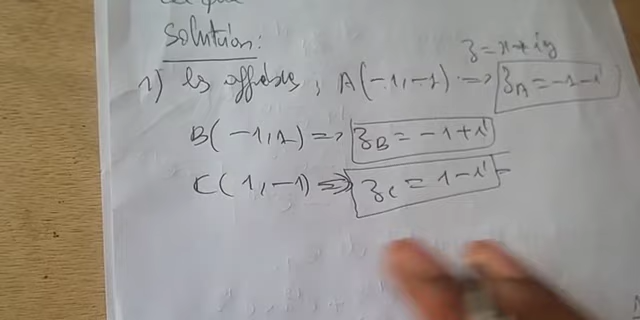 Solution:
z = x + iy
1) les affixes, A(-1,-1) => z_A = -1-i
B(-1,1) => z_B = -1+i
C(1,-1) => z_C = 1-i